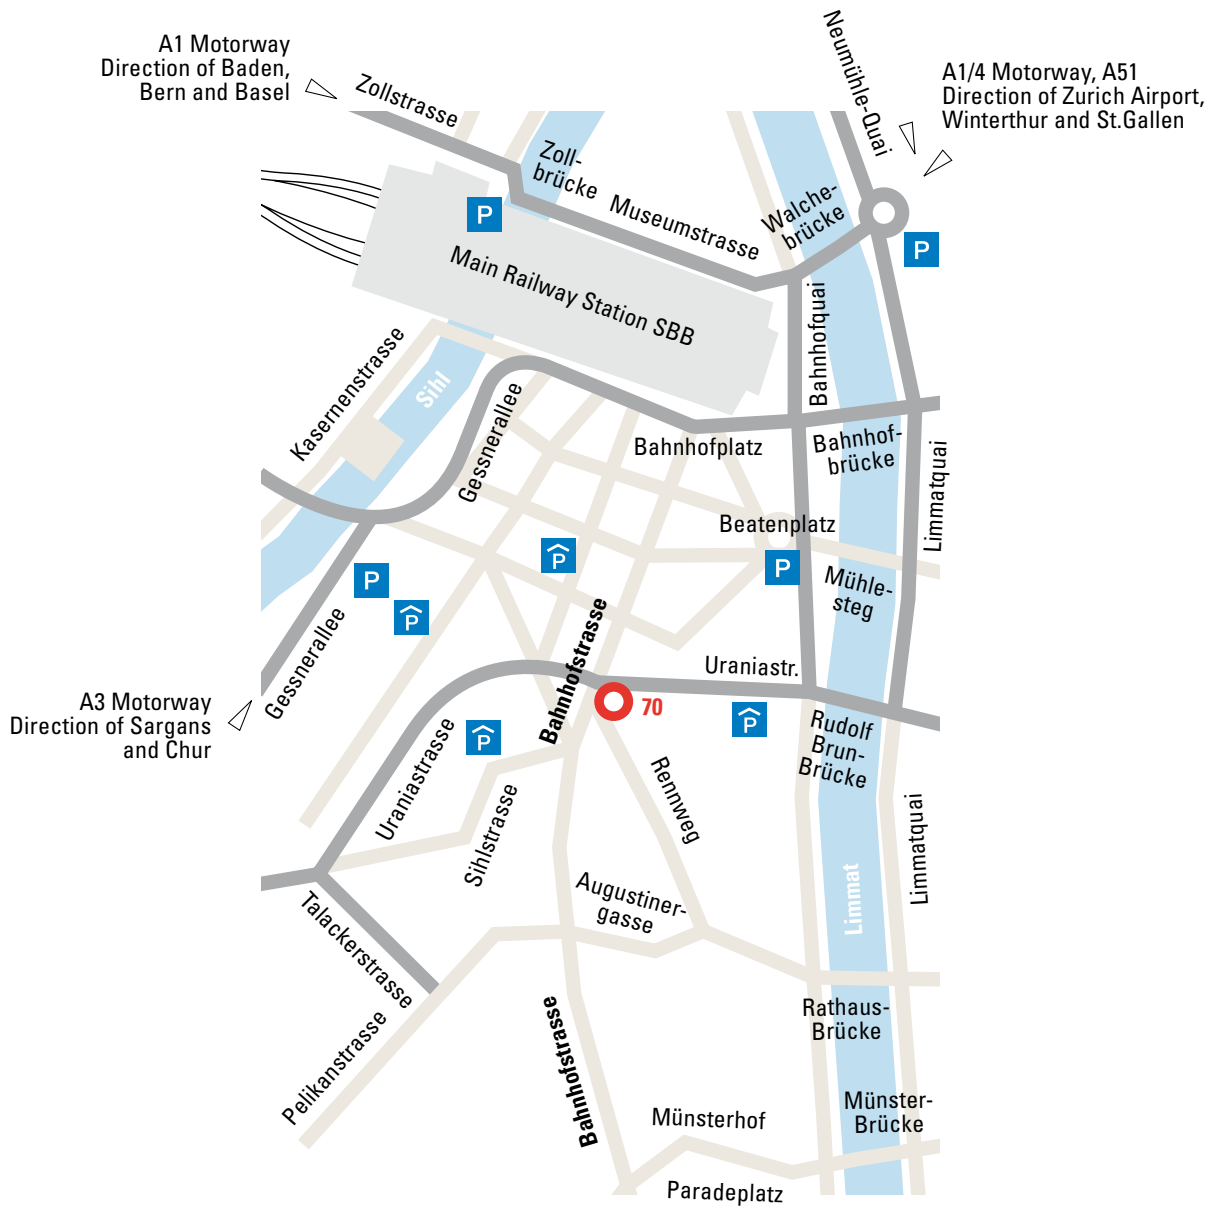 A1 Motorway
Direction of Baden,
Bern and Basel
Zollstrasse
Neumühle-Quai
A1/4 Motorway, A51
Direction of Zurich Airport,
Winterthur and St.Gallen
Zoll-
brücke
Museumstrasse
Walche-
brücke
P
P
Main Railway Station SBB
Bahnhofquai
Kasernenstrasse
Sihl
Gessnerallee
Bahnhofplatz
Bahnhof-
brücke
Limmatquai
Beatenplatz
P
P
P
P
Mühle-
steg
Gessnerallee
Bahnhofstrasse
Uraniastr.
A3 Motorway
Direction of Sargans
and Chur
70
P
P
Rudolf
Brun-
Brücke
Uraniastrasse
Rennweg
Sihlstrasse
Limmatquai
Limmat
Augustiner-
gasse
Talackerstrasse
Pelikanstrasse
Bahnhofstrasse
Rathaus-
Brücke
Münsterhof
Münster-
Brücke
Paradeplatz